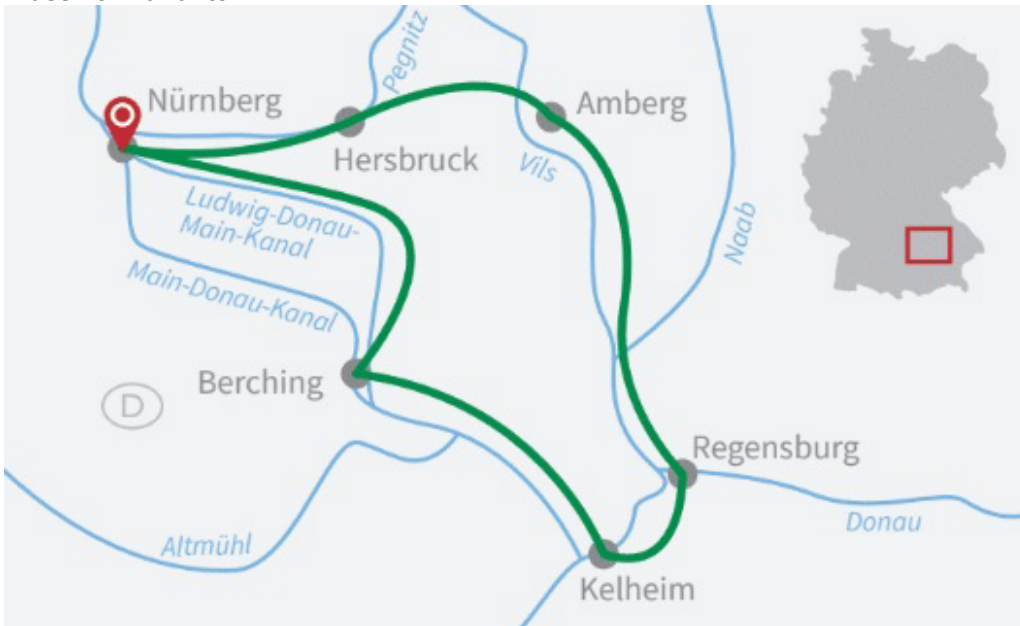 Pegnitz
Nürnberg
Amberg
Hersbruck
Vils
Ludwig-Donau-
Main-Kanal
Naab
Main-Donau-Kanal
Berching
D
Regensburg
Donau
Altmühl
Kelheim